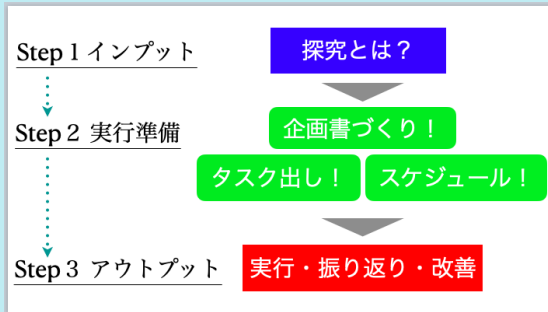 Step 1 インプット
探究とは？
Step 2 実行準備
企画書づくり！
タスク出し！
スケジュール！
Step 3 アウトプット
実行・振り返り・改善